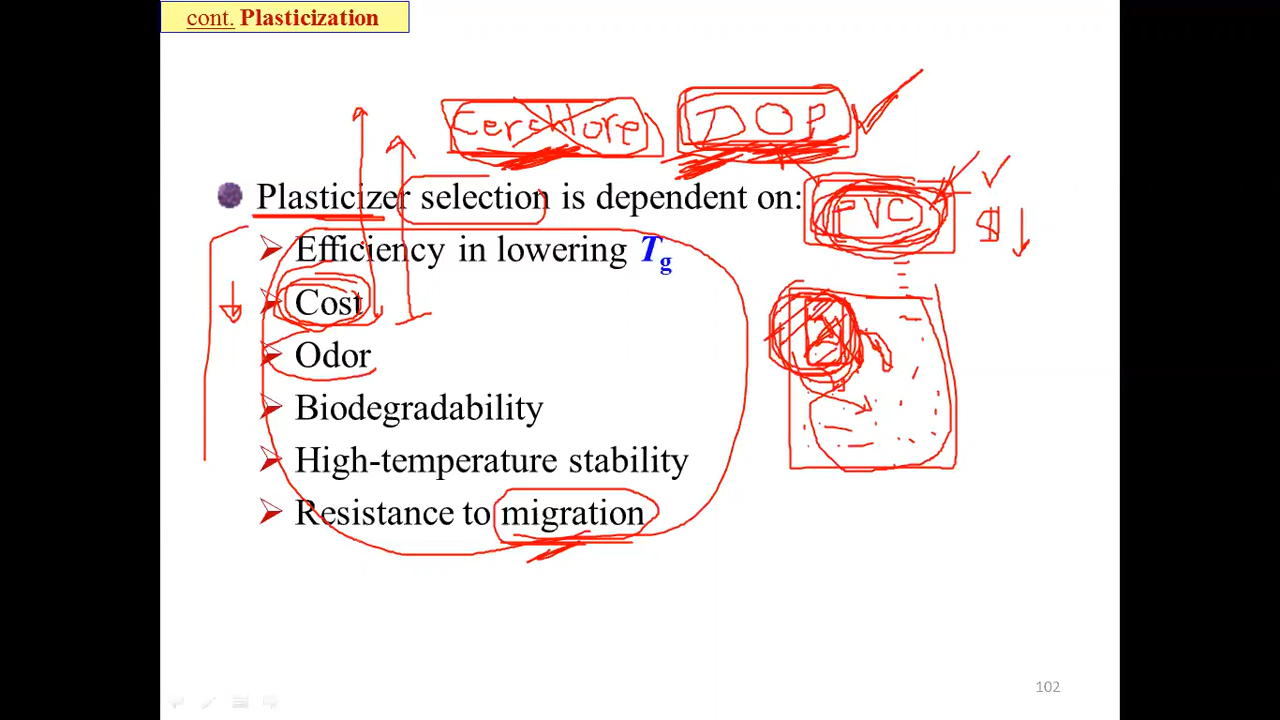 cont. Plasticization
Cerechlore DOP
Plasticizer selection is dependent on: PVC
$
Efficiency in lowering Tg
Cost
Odor
Biodegradability
High-temperature stability
Resistance to migration
102